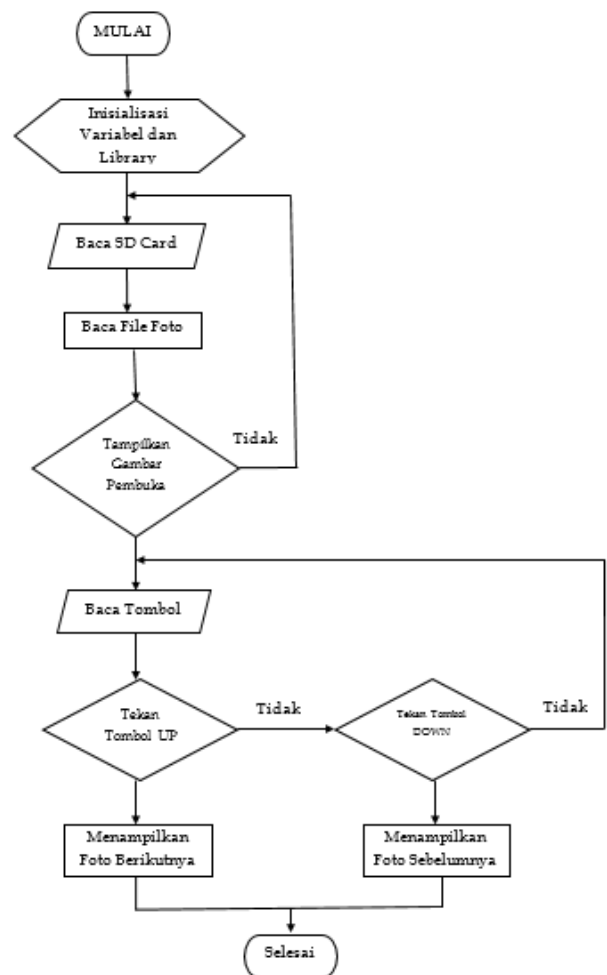 MULAI
Inisialisasi
Variabel dan
Library
Baca SD Card
Baca File Foto
Tampilkan
Gambar
Pembuka
Tidak
Baca Tombol
Tekan
Tombol UP
Tidak
Tekan Tombol
DOWN
Tidak
Menampilkan
Foto Berikutnya
Menampilkan
Foto Sebelumnya
Selesai